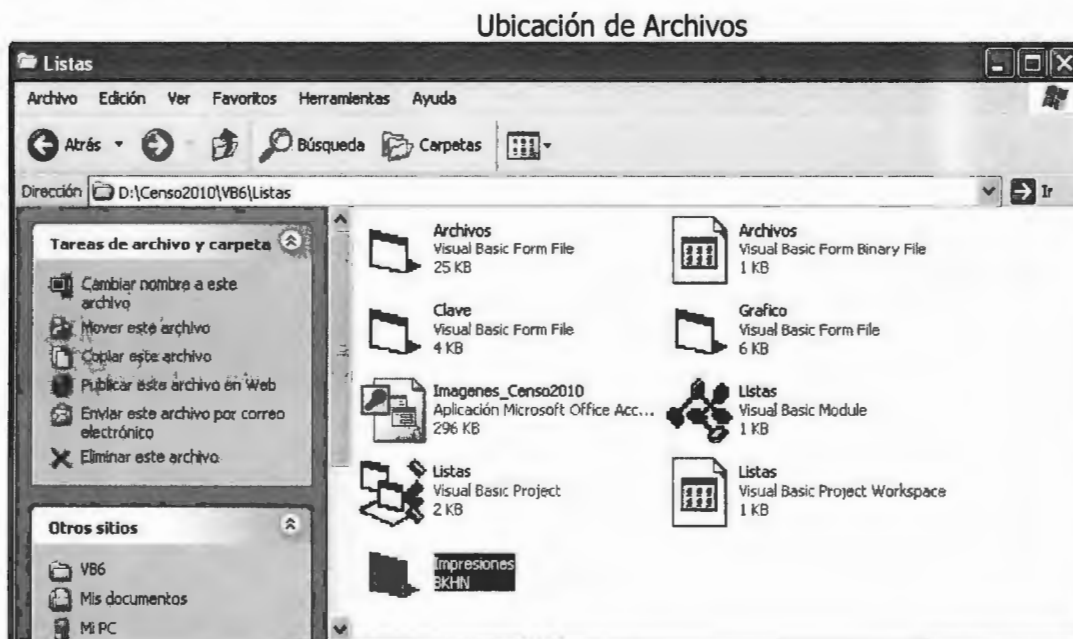 Ubicación de Archivos
Listas
Archivo Edición Ver Favoritos Herramientas Ayuda
Atrás Búsqueda Carpetas
Dirección D:\Censo2010\VB6\Listas Ir
Tareas de archivo y carpeta
Cambiar nombre a este
archivo
Mover este archivo
Copiar este archivo
Publicar este archivo en Web
Enviar este archivo por correo
electrónico
Eliminar este archivo
Otros sitios
VB6
Mis documentos
Mi PC
Archivos
Visual Basic Form File
25 KB
Archivos
Visual Basic Form Binary File
1 KB
Clave
Visual Basic Form File
4 KB
Grafico
Visual Basic Form File
6 KB
Imagenes_Censo2010
Aplicación Microsoft Office Acc...
296 KB
Listas
Visual Basic Module
1 KB
Listas
Visual Basic Project
2 KB
Listas
Visual Basic Project Workspace
1 KB
Impresiones
BKHN